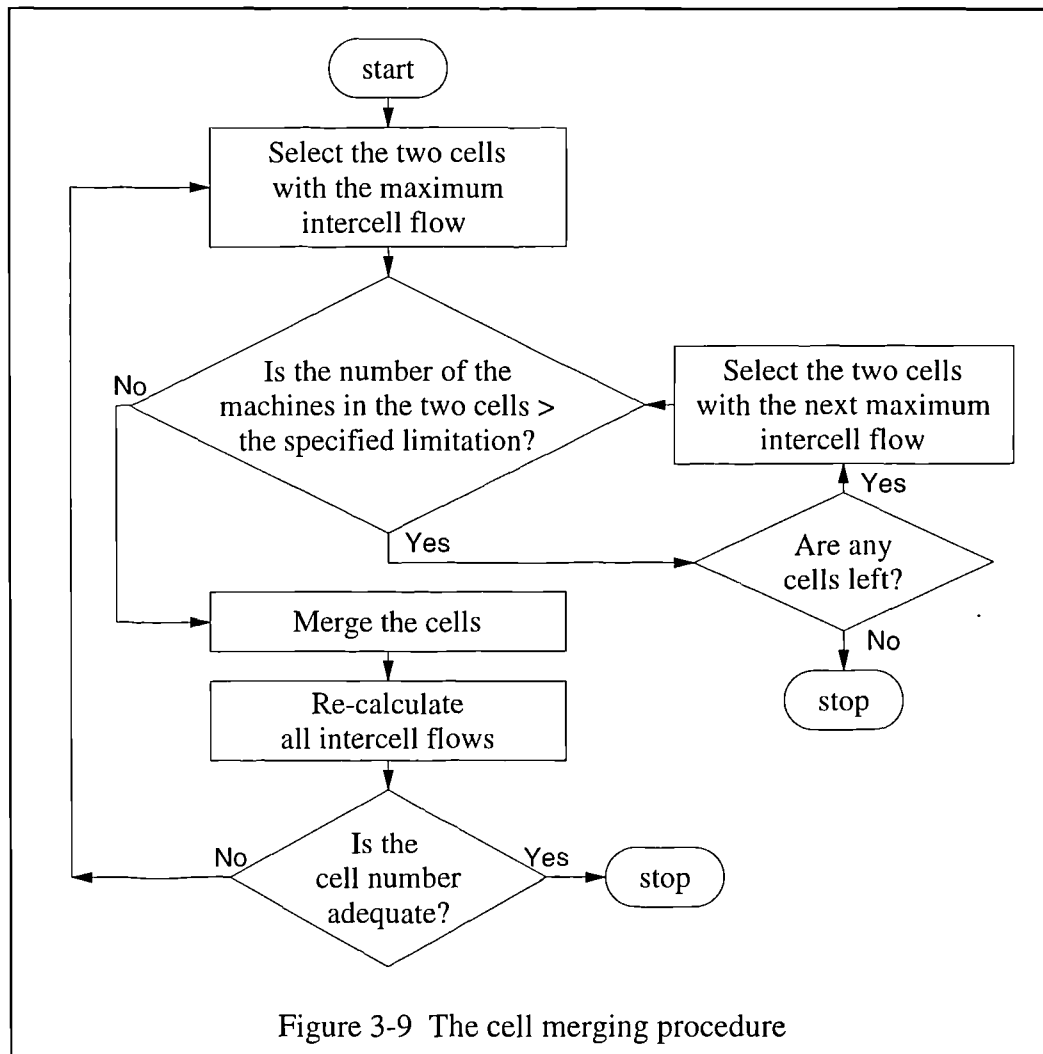 start
Select the two cells
with the maximum
intercell flow
No
Is the number of the
machines in the two cells >
the specified limitation?
Select the two cells
with the next maximum
intercell flow
Yes
Yes
Are any
cells left?
No
stop
Merge the cells
Re-calculate
all intercell flows
No
Is the
cell number
adequate?
Yes
stop
Figure 3-9 The cell merging procedure